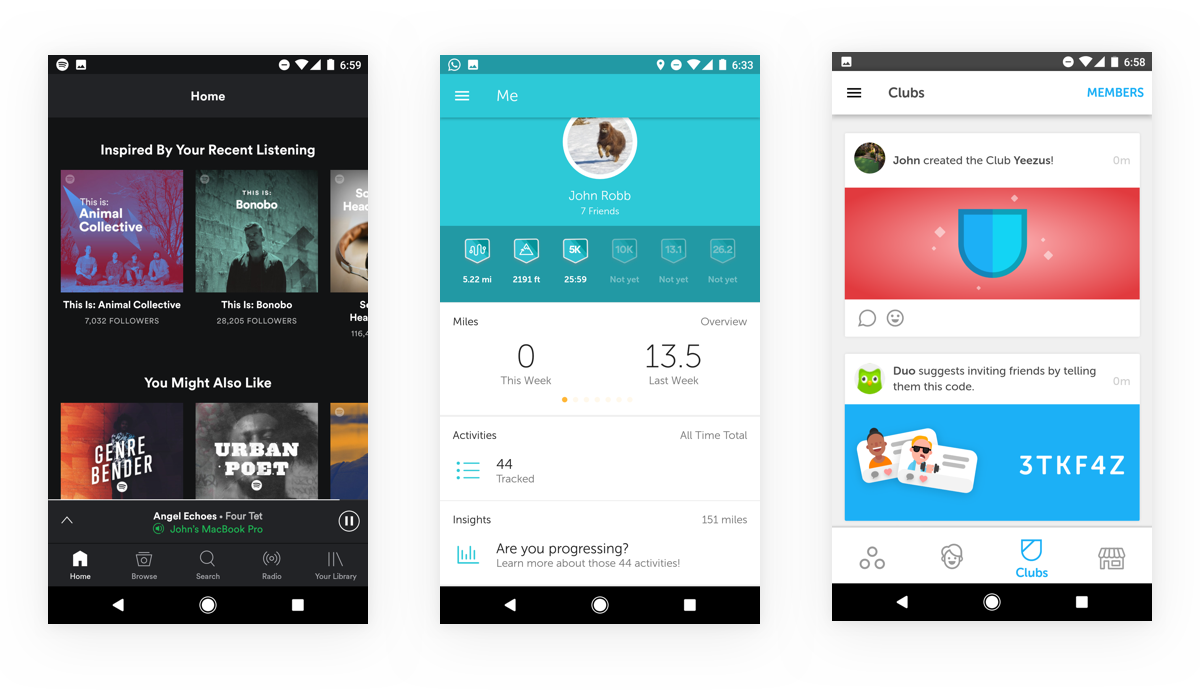 6:59
Home
Inspired By Your Recent Listening
This is:
Animal
Collective
THIS IS:
Bonobo
Sc
Head
This Is: Animal Collective
This Is: Bonobo
S
Hea
7,032 FOLLOWERS
28,205 FOLLOWERS
116,4
You Might Also Like
GENRE
BENDER
URBAN
POET
Angel Echoes • Four Tet
John's MacBook Pro
Home
Browse
Search
Radio
Your Library
6:33
Me
John Robb
7 Friends
5K
10K
13.1
26.2
5.22 mi
2191 ft
25:59
Not yet
Not yet
Not yet
Miles
Overview
0
13.5
This Week
Last Week
Activities
All Time Total
44
Tracked
Insights
151 miles
Are you progressing?
Learn more about those 44 activities!
6:58
Clubs
MEMBERS
John created the Club Yeezus!
0m
Duo suggests inviting friends by telling
them this code.
0m
3TKF4Z
Clubs